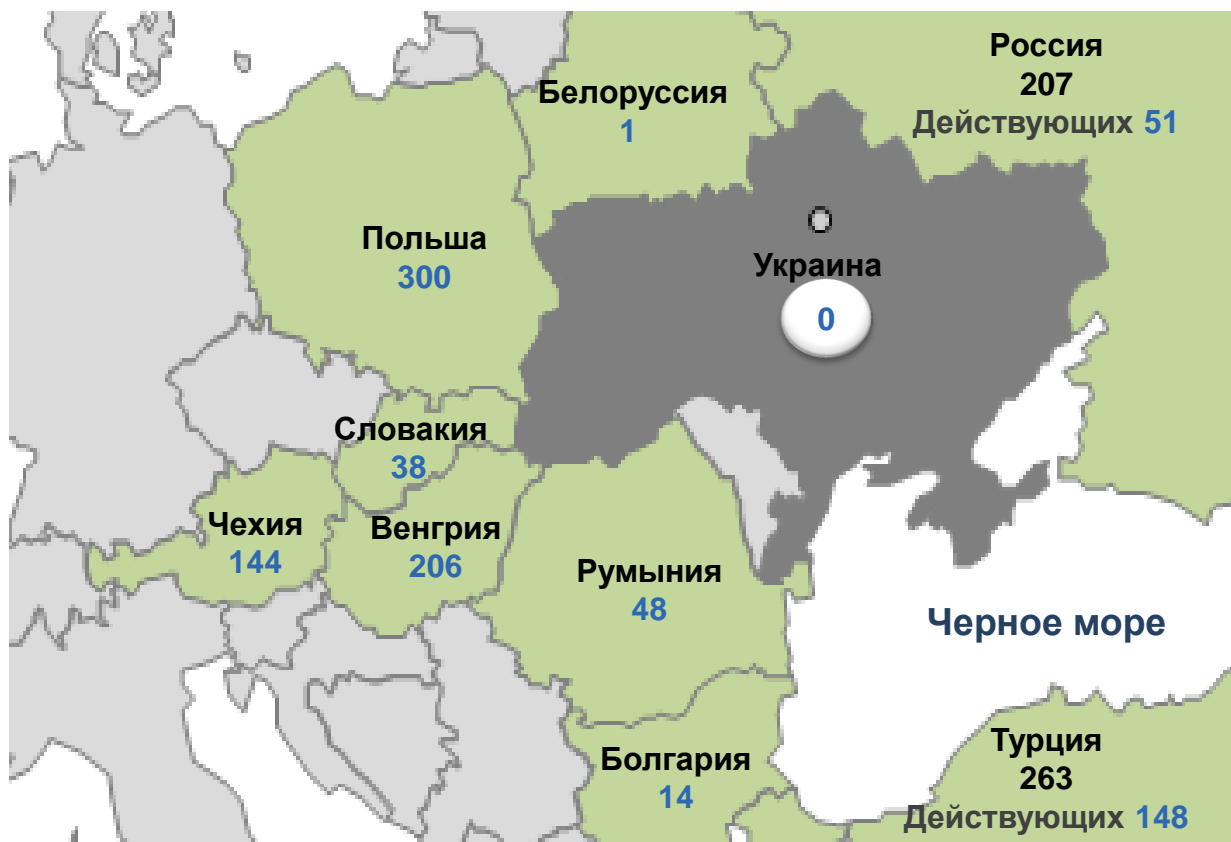 Россия
207
Действующих 51
Белоруссия
1
Польша
300
Украина
0
Словакия
38
Чехия
144
Венгрия
206
Румыния
48
Черное море
Болгария
14
Турция
263
Действующих 148